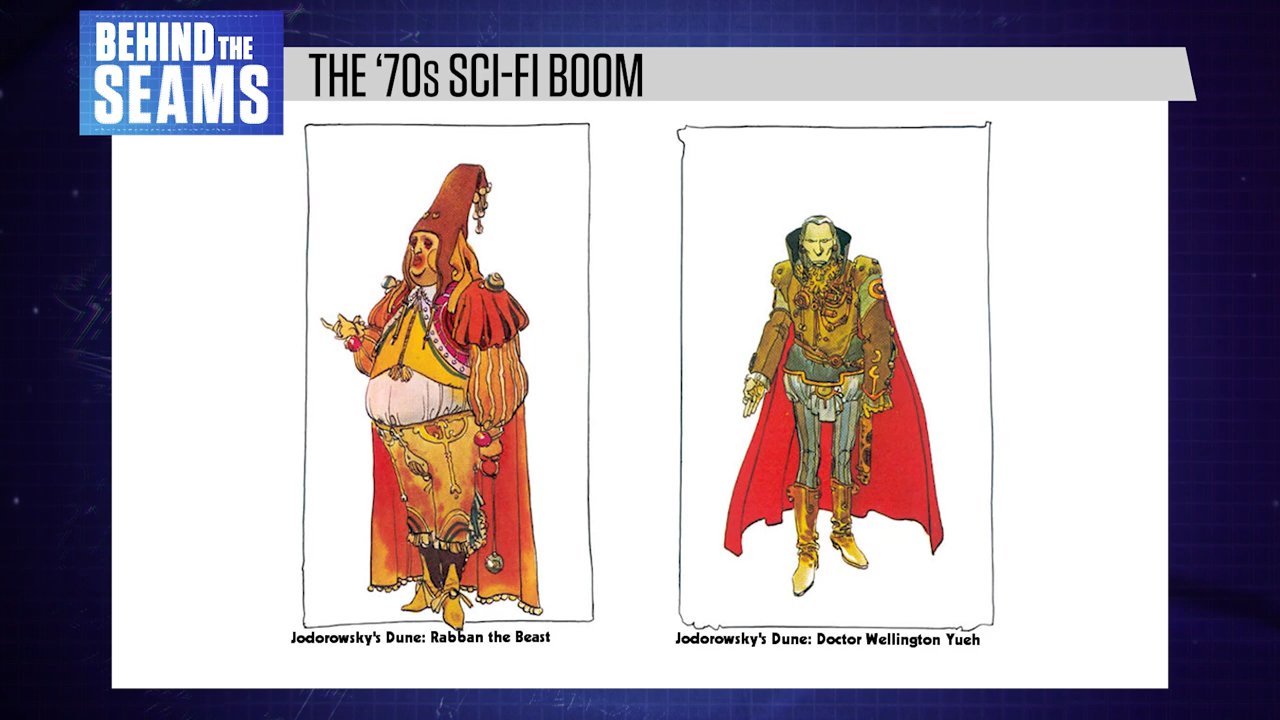 BEHIND THE
SEAMS
THE ‘70s SCI-FI BOOM
Jodorowsky's Dune: Rabban the Beast
Jodorowsky's Dune: Doctor Wellington Yueh